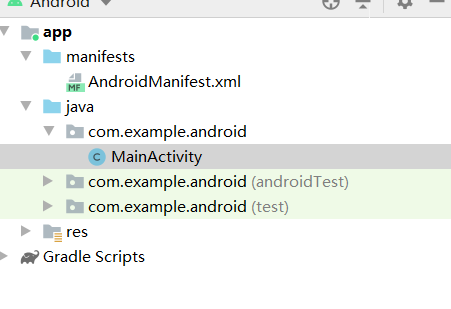 Android
app
manifests
MF AndroidManifest.xml
java
com.example.android
C MainActivity
com.example.android (androidTest)
com.example.android (test)
res
Gradle Scripts